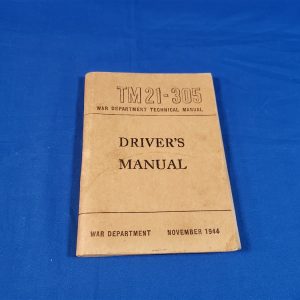 TM 21-305
WAR DEPARTMENT TECHNICAL MANUAL
DRIVER'S
MANUAL
WAR DEPARTMENT NOVEMBER 1944